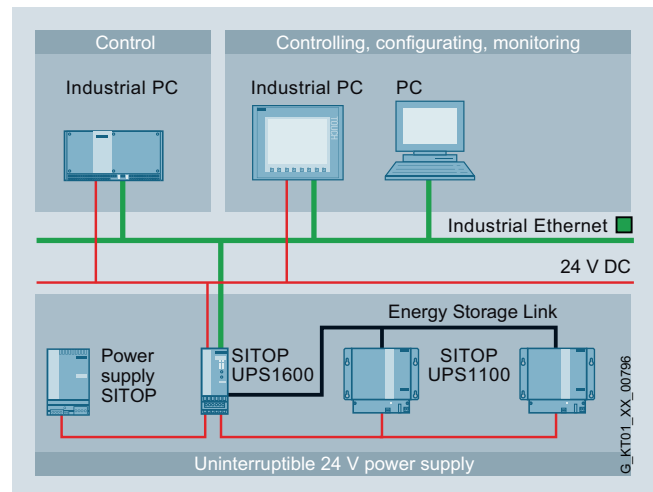 Control
Controlling, configurating, monitoring
Industrial PC
Industrial PC
PC
TOUCH
Industrial Ethernet
24 V DC
Energy Storage Link
Power
supply
SITOP
SITOP
UPS1600
SITOP
UPS1100
Uninterruptible 24 V power supply
G_KT01_XX_00796